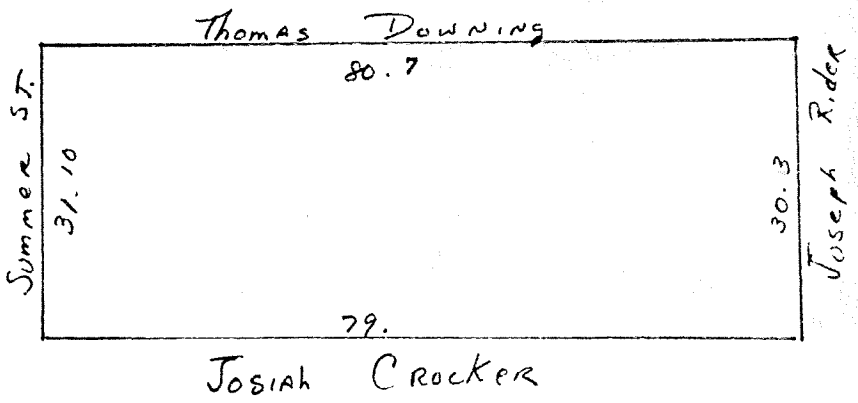 Thomas Downing
80.7
Summer St.
31.10
30.3
Joseph Rider
79.
Josiah Crocker